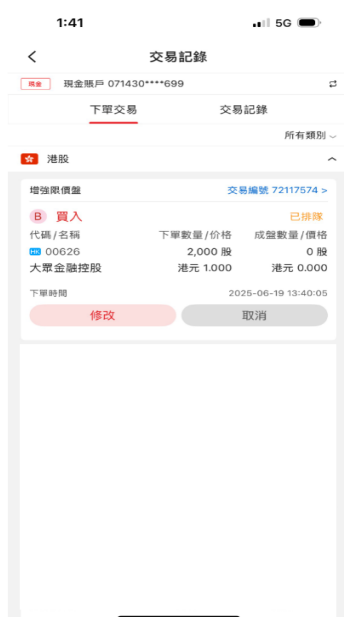 1:41 5G
交易記錄
現金 現金賬戶 071430****699
下單交易 交易記錄
所有類別
港股
增強限價盤 交易編號 72117574 >
B 買入 已排隊
代碼/名稱 下單數量/价格 成盤數量/價格
HK 00626 2,000 股 0 股
大眾金融控股 港元 1.000 港元 0.000
下單時間 2025-06-19 13:40:05
修改 取消